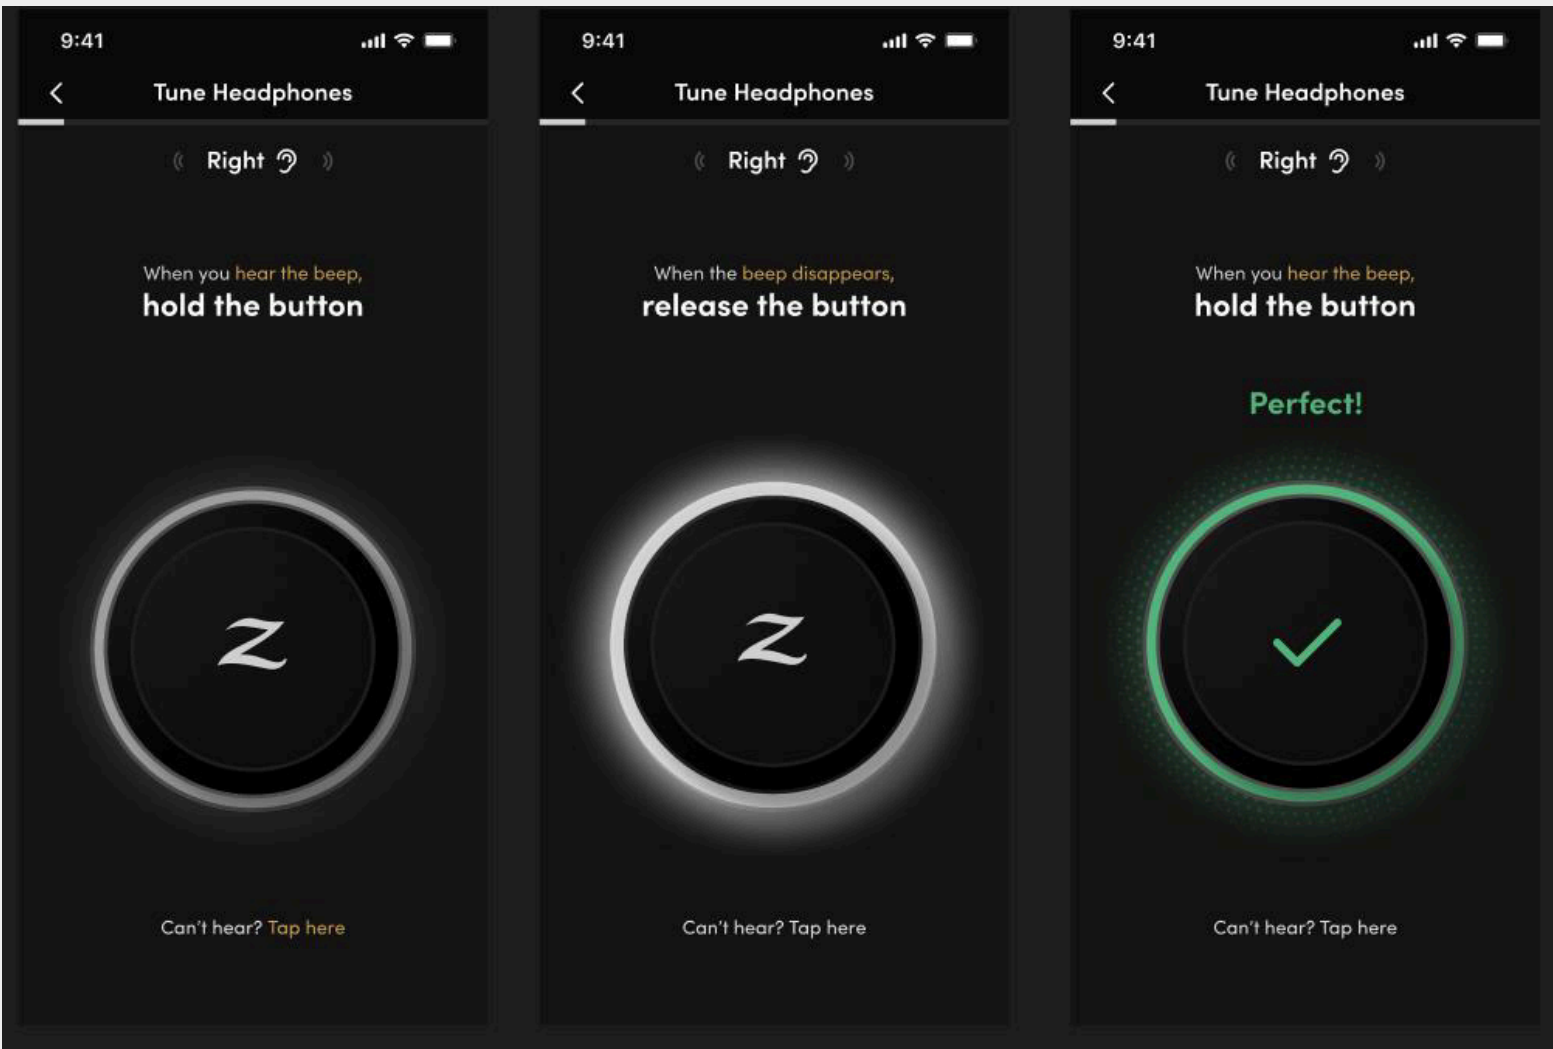 9:41
Tune Headphones
Right
When you hear the beep,
hold the button
z
Can't hear? Tap here
9:41
Tune Headphones
Right
When the beep disappears,
release the button
z
Can't hear? Tap here
9:41
Tune Headphones
Right
When you hear the beep,
hold the button
Perfect!
Can't hear? Tap here